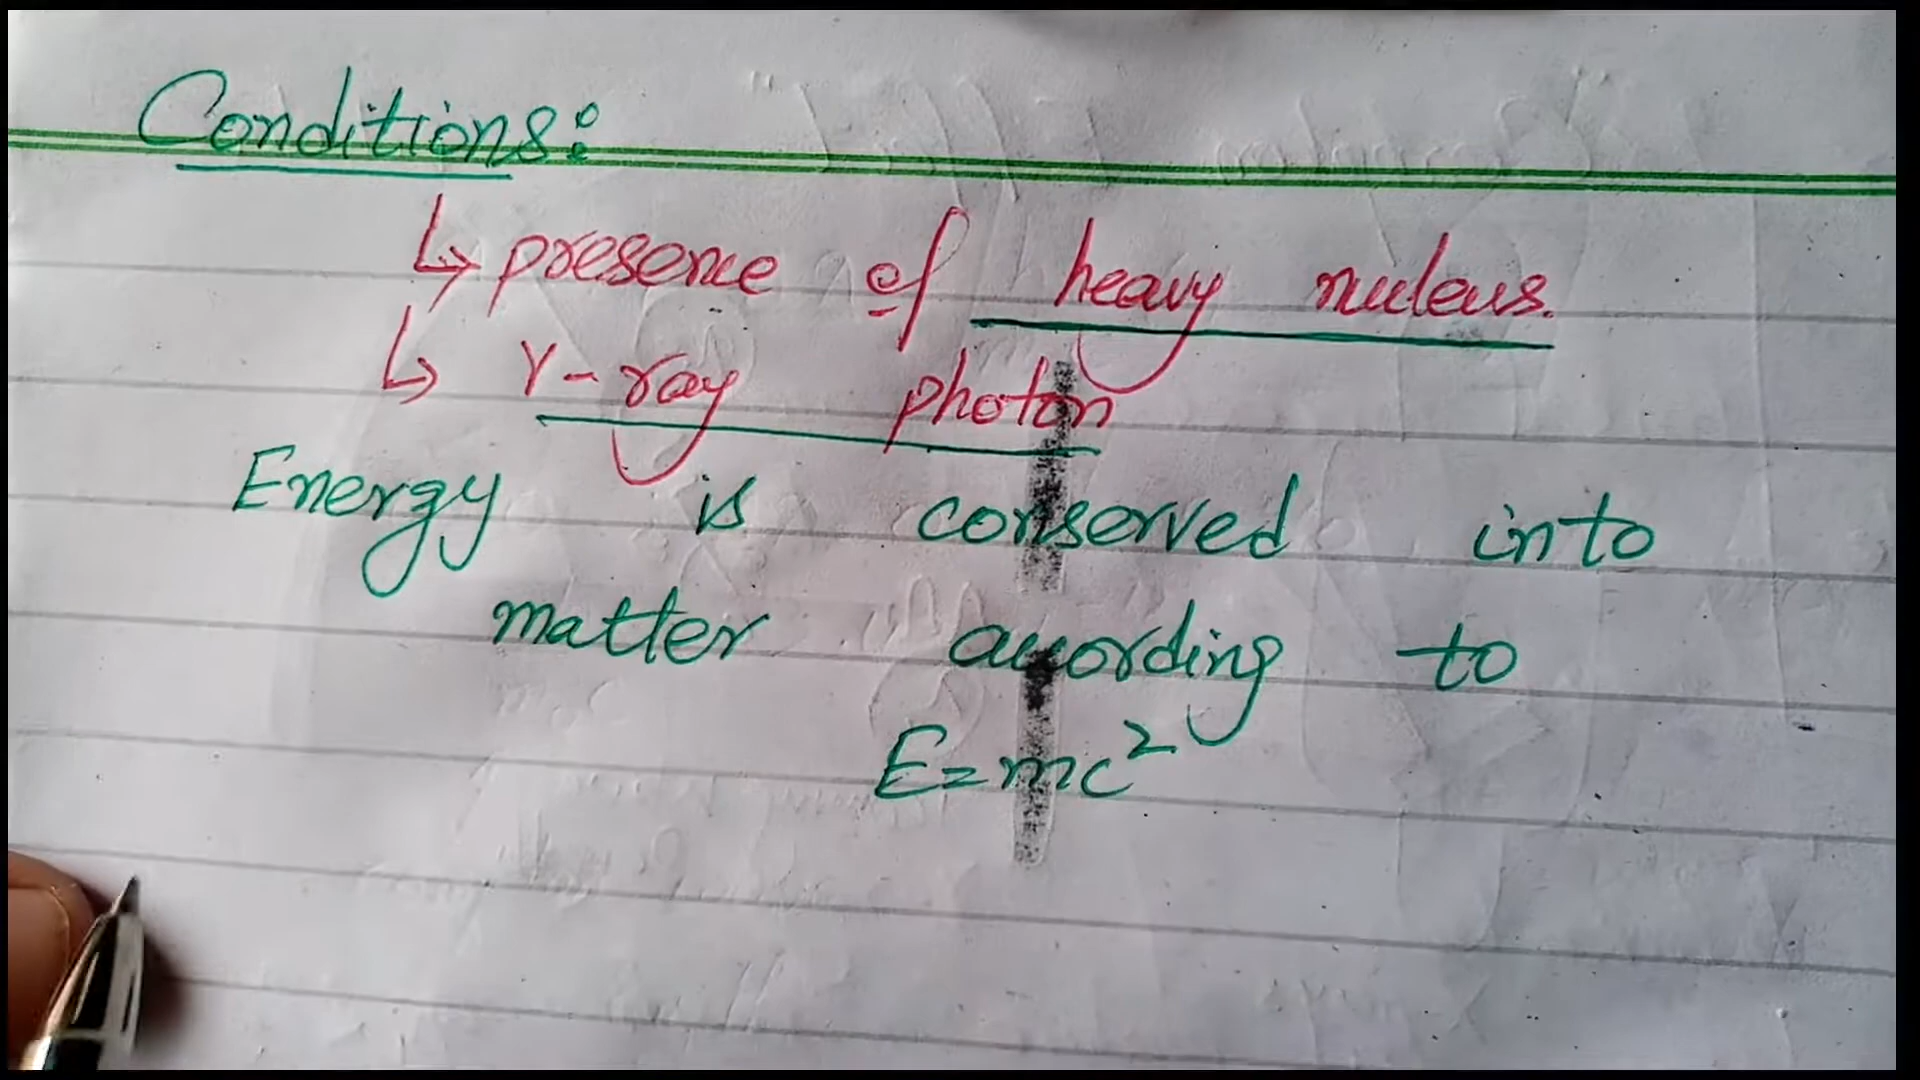 Conditions:
↳ presence of heavy nucleus.
↳ γ-ray photon
Energy is conserved into
matter according to
E=mc²